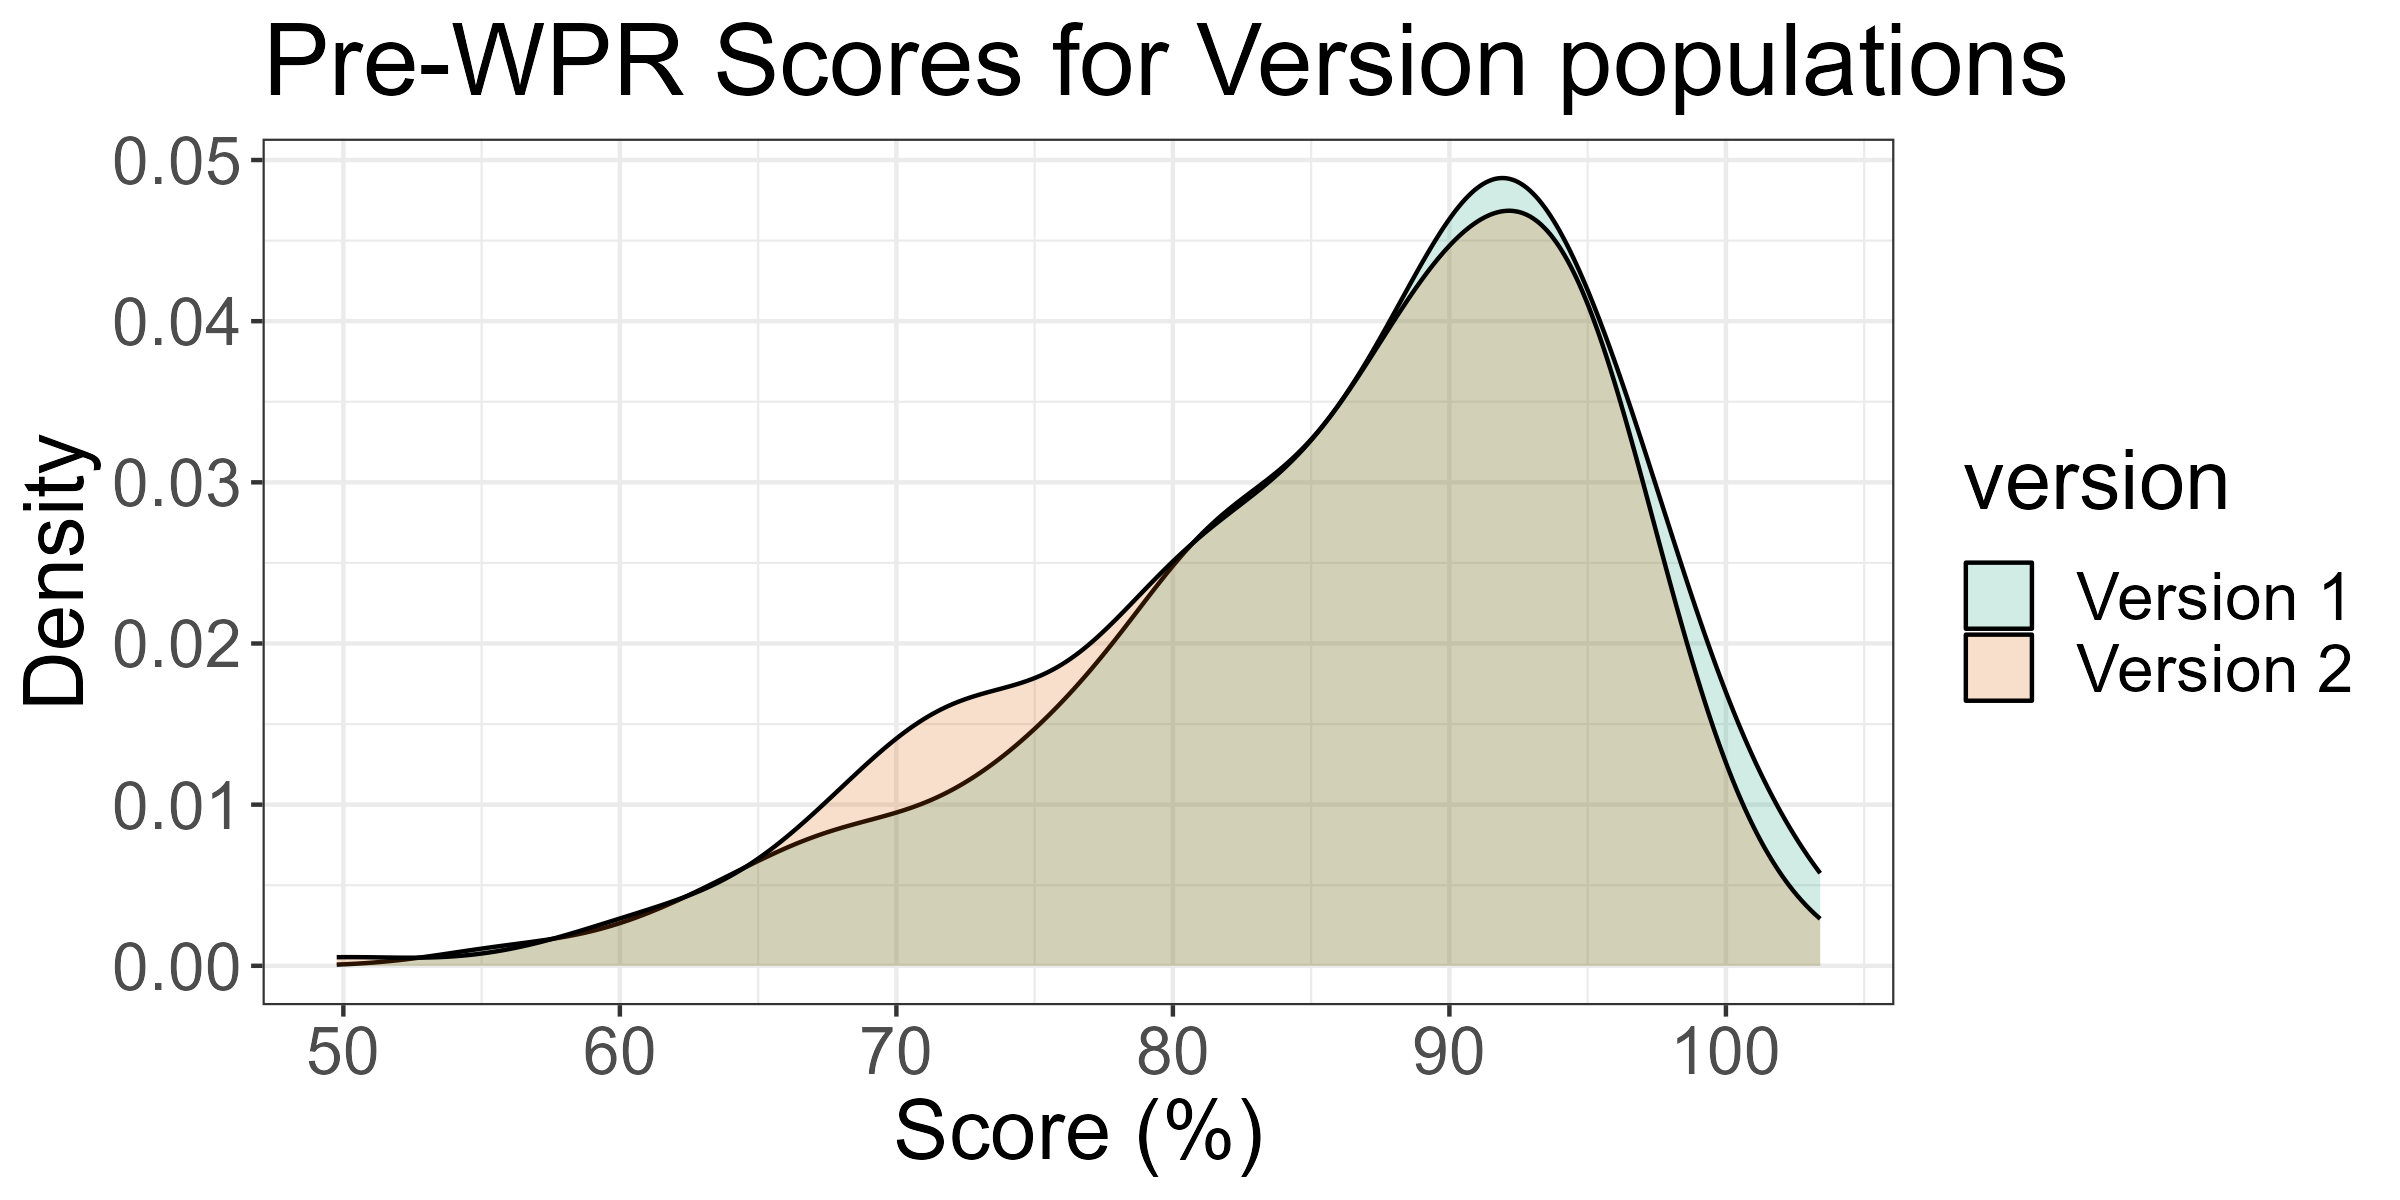 Pre-WPR Scores for Version populations
0.05
0.04
0.03
0.02
0.01
0.00
Density
50 60 70 80 90 100
Score (%)
version
Version 1
Version 2